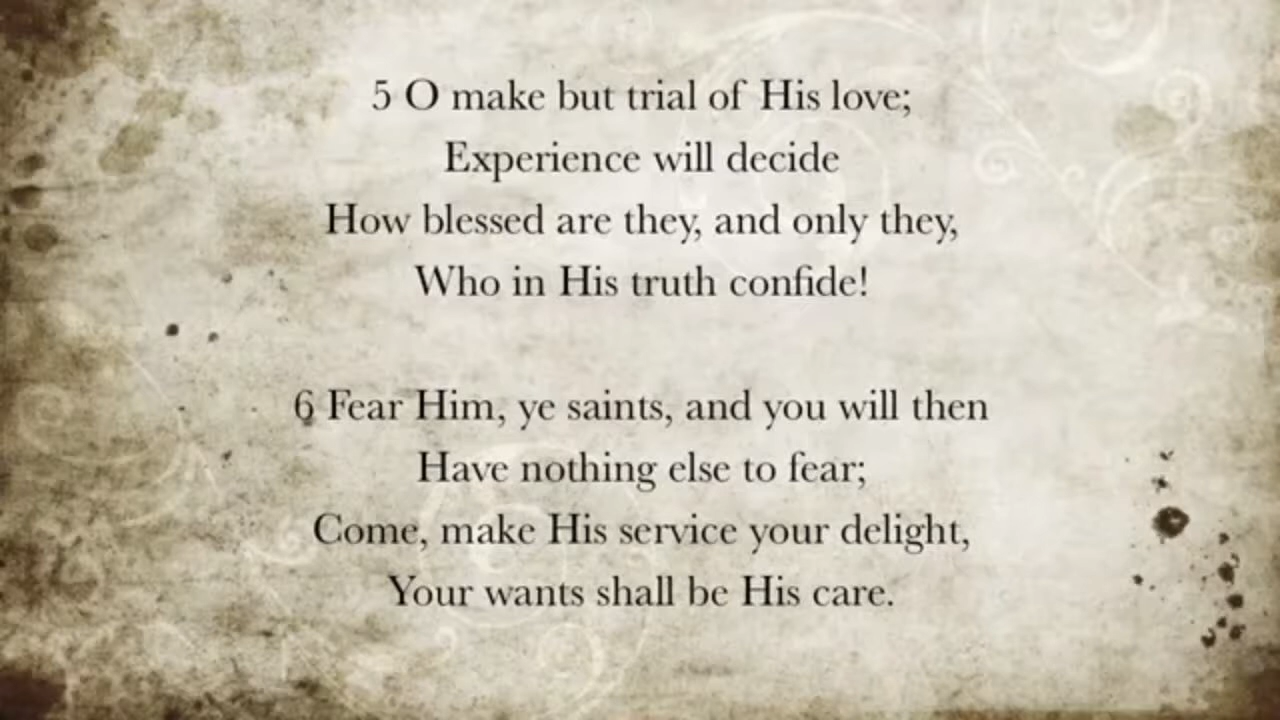 5 O make but trial of His love;
Experience will decide
How blessed are they, and only they,
Who in His truth confide!
6 Fear Him, ye saints, and you will then
Have nothing else to fear;
Come, make His service your delight,
Your wants shall be His care.